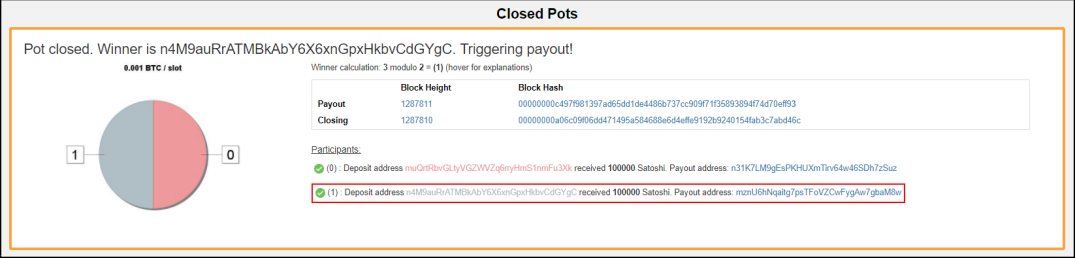 Closed Pots
Pot closed. Winner is n4M9auRrATMBkAbY6X6xnGpxHkbvCdGYgC. Triggering payout!
0.001 BTC / slot
1
0
Winner calculation: 3 modulo 2 = (1) (hover for explanations)
Block Height Block Hash
Payout 1287811 00000000c497f981397ad65dd1de4486b737cc909f71f35893894f74d70eff93
Closing 1287810 00000000a06c09f06dd471495a584688e6d4effe9192b9240154fab3c7abd46c
Participants:
(0) : Deposit address muQrtRbvGLtyVGZWVZq6rryHmS1nmFu3Xk received 100000 Satoshi. Payout address: n31K7LM9gEsPKHUXmTirv64w46SDh7zSuz
(1) : Deposit address n4M9auRrATMBkAbY6X6xnGpxHkbvCdGYgC received 100000 Satoshi. Payout address: mznU6hNqaitg7psTFoVZCwFygAw7gbaM8w